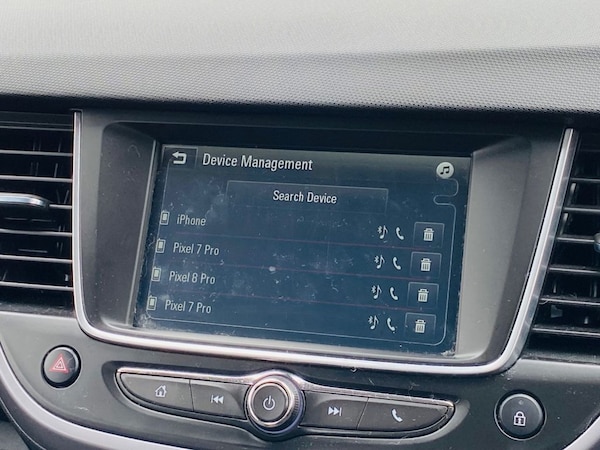 Device Management
Search Device
iPhone
Pixel 7 Pro
Pixel 8 Pro
Pixel 7 Pro